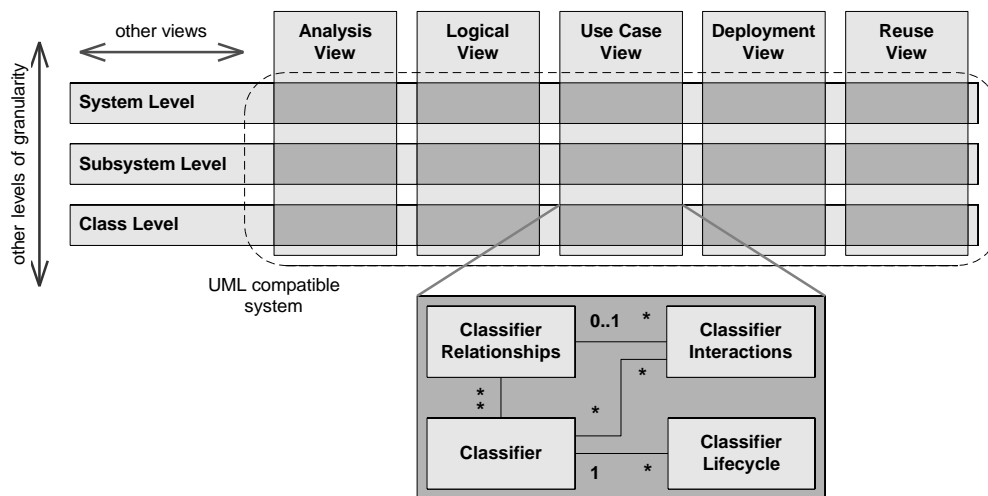 other views
Analysis
View
Logical
View
Use Case
View
Deployment
View
Reuse
View
other levels of granularity
System Level
Subsystem Level
Class Level
UML compatible
system
Classifier
Relationships
0..1 *
Classifier
Interactions
*
*
*
*
Classifier
1 *
Classifier
Lifecycle